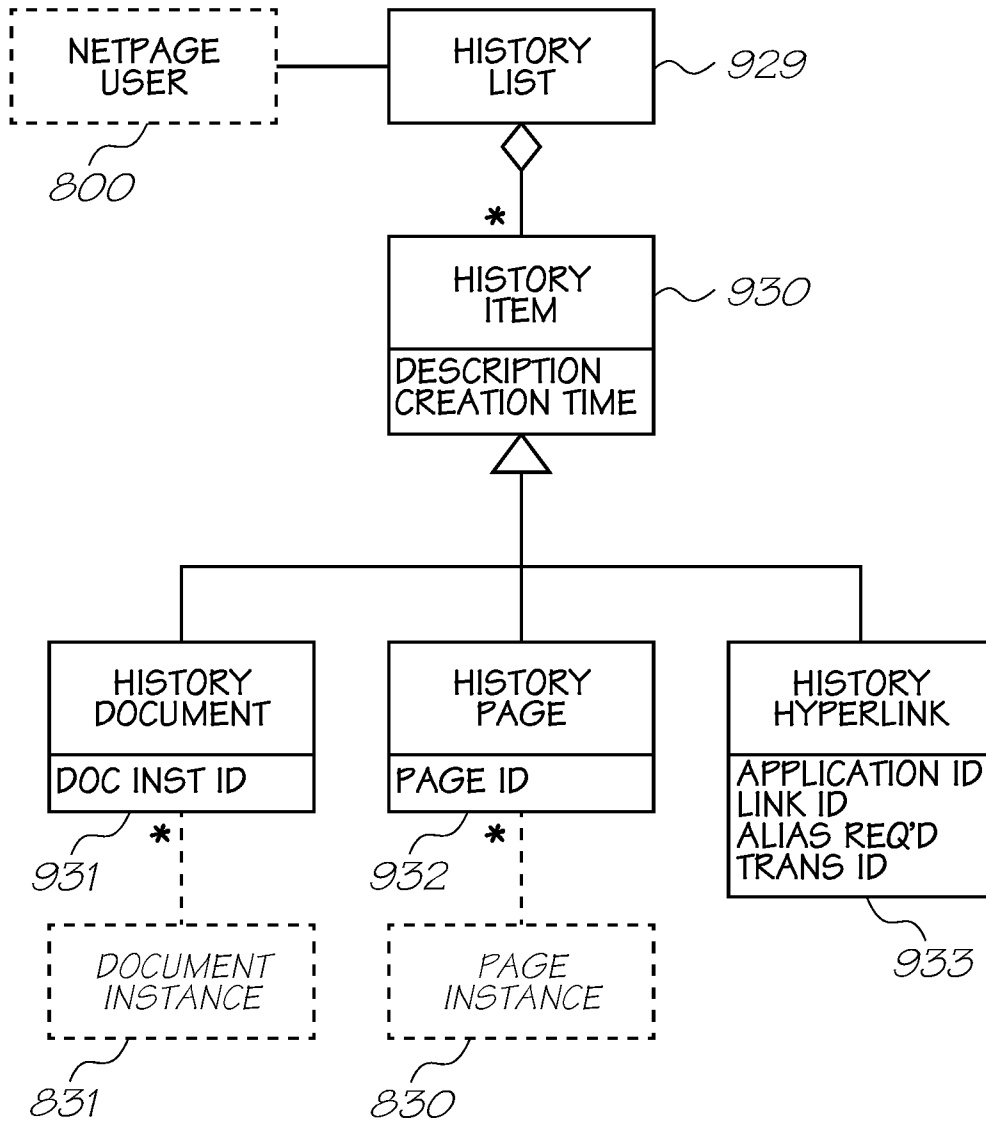 NETPAGE
USER
800
HISTORY
LIST
929
*
HISTORY
ITEM
930
DESCRIPTION
CREATION TIME
HISTORY
DOCUMENT
DOC INST ID
931
*
HISTORY
PAGE
PAGE ID
932
*
HISTORY
HYPERLINK
APPLICATION ID
LINK ID
ALIAS REQ'D
TRANS ID
933
DOCUMENT
INSTANCE
831
PAGE
INSTANCE
830